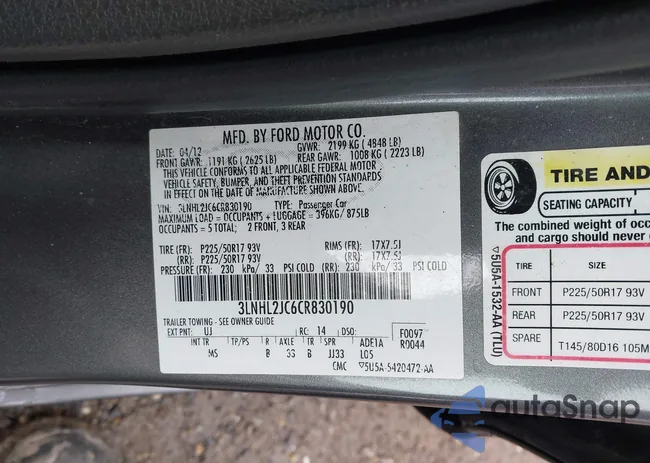 MFD. BY FORD MOTOR CO.
DATE: 04/12 GVWR: 2199 KG ( 4848 LB)
FRONT GAWR: 1191 KG ( 2625 LB) REAR GAWR: 1008 KG ( 2223 LB)
THIS VEHICLE CONFORMS TO ALL APPLICABLE FEDERAL MOTOR
VEHICLE SAFETY, BUMPER, AND THEFT PREVENTION STANDARDS
IN EFFECT ON THE DATE OF MANUFACTURE SHOWN ABOVE.
VIN: 3LNHL2JC6CR830190 TYPE: Passenger Car
MAXIMUM LOAD = OCCUPANTS + LUGGAGE = 396KG/ 875LB
OCCUPANTS = 5 TOTAL: 2 FRONT, 3 REAR
TIRE (FR): P225/50R17 93V RIMS (FR): 17X7.5J
(RR): P225/50R17 93V (RR): 17X7.5J
PRESSURE (FR): 230 kPa/ 33 PSI COLD (RR) 230 kPa/ 33 PSI COLD
3LNHL2JC6CR830190
TRAILER TOWING - SEE OWNER GUIDE
EXT PNT: UJ RC: 14 DSO: F0097
INT TR TP/PS R AXLE TR SPR ADE1A R0044
MS B 33 B JJ33 L05
CMC ▽5U5A-5420472-AA
TIRE AND
SEATING CAPACITY
The combined weight of occ
and cargo should never
TIRE SIZE
FRONT P225/50R17 93V
REAR P225/50R17 93V
SPARE T145/80D16 105M
▽5U5A-1532-AA (TLU)
autoSnap